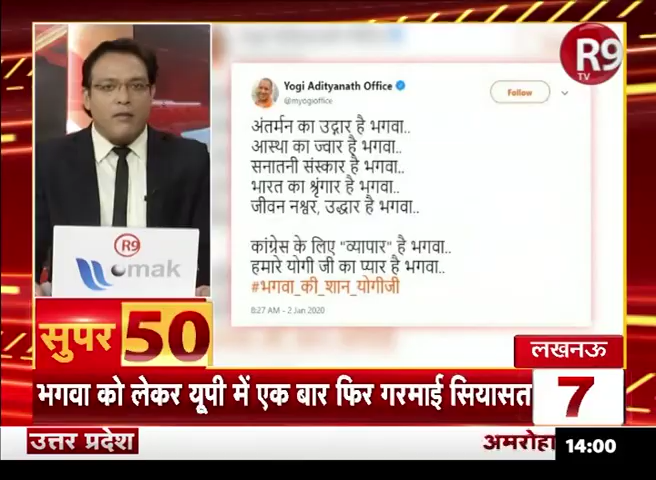 R9
TV
Yogi Adityanath Office
@myogioffice
Follow
अंतर्मन का उद्गार है भगवा..
आस्था का ज्वार है भगवा..
सनातनी संस्कार है भगवा..
भारत का श्रृंगार है भगवा..
जीवन नश्वर, उद्धार है भगवा..
कांग्रेस के लिए "व्यापार" है भगवा..
हमारे योगी जी का प्यार है भगवा..
#भगवा_की_शान_योगीजी
8:27 AM - 2 Jan 2020
R9
omak
सुपर 50
लखनऊ
भगवा को लेकर यूपी में एक बार फिर गरमाई सियासत
7
उत्तर प्रदेश
अमरोहा
14:00